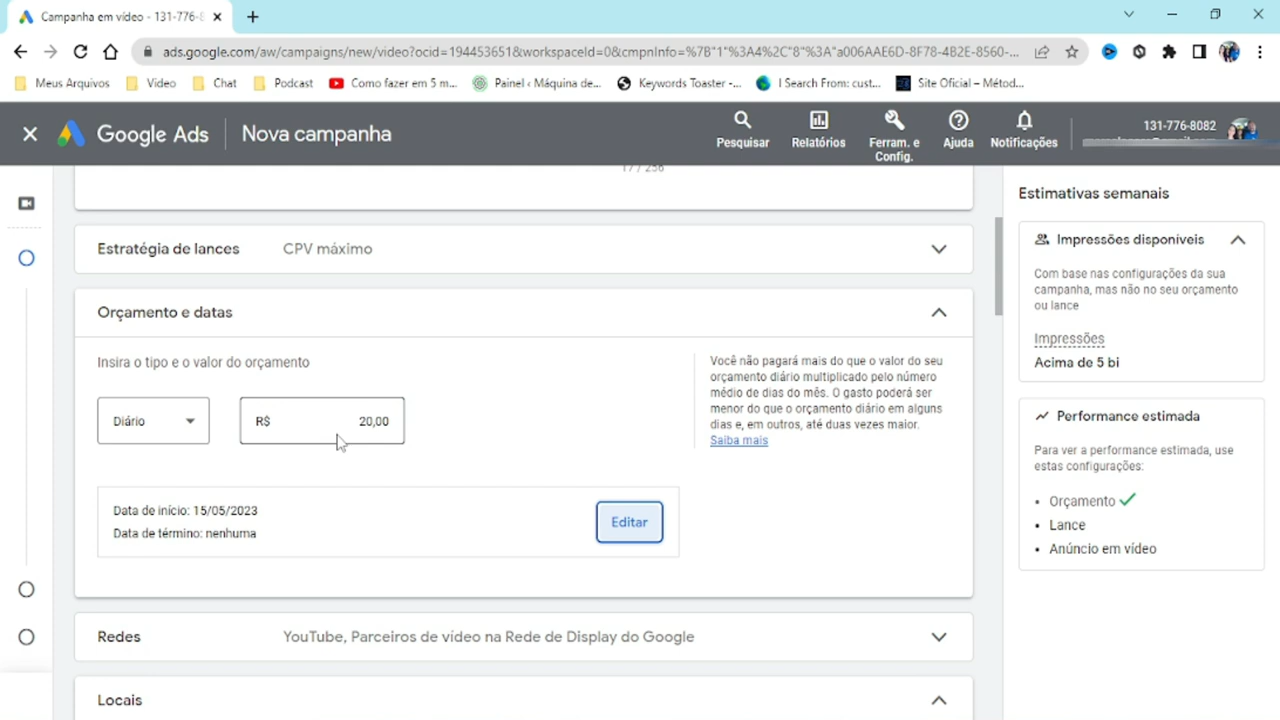 Campanha em vídeo - 131-776-8
ads.google.com/aw/campaigns/new/video?ocid=194453651&workspaceId=0&cmpnInfo=%7B"1"%3A4%2C"8"%3A"a006AAE6D-8F78-4B2E-8560-...
Meus Arquivos
Video
Chat
Podcast
Como fazer em 5 m...
Painel ‹ Máquina de...
Keywords Toaster -...
I Search From: cust...
Site Oficial – Métod...
Google Ads
Nova campanha
Pesquisar
Relatórios
Ferram. e
Config.
Ajuda
Notificações
131-776-8082
17 / 256
Estratégia de lances
CPV máximo
Orçamento e datas
Insira o tipo e o valor do orçamento
Diário
R$
20,00
Você não pagará mais do que o valor do seu
orçamento diário multiplicado pelo número
médio de dias do mês. O gasto poderá ser
menor do que o orçamento diário em alguns
dias e, em outros, até duas vezes maior.
Saiba mais
Data de início: 15/05/2023
Data de término: nenhuma
Editar
Redes
YouTube, Parceiros de vídeo na Rede de Display do Google
Locais
Estimativas semanais
Impressões disponíveis
Com base nas configurações da sua
campanha, mas não no seu orçamento
ou lance
Impressões
Acima de 5 bi
Performance estimada
Para ver a performance estimada, use
estas configurações:
Orçamento
Lance
Anúncio em vídeo